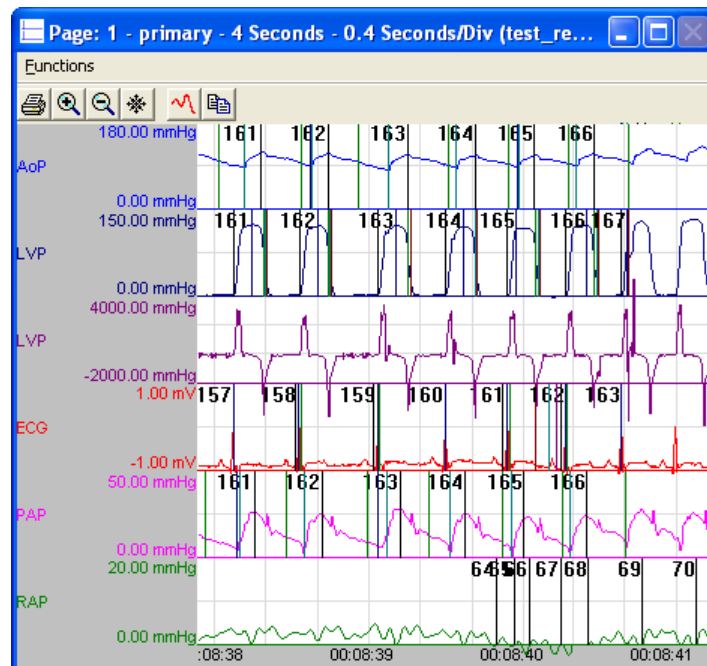 Page: 1 - primary - 4 Seconds - 0.4 Seconds/Div (test_re...
Functions
180.00 mmHg 161 162 163 164 165 166
AoP
0.00 mmHg
150.00 mmHg 161 162 163 164 165 166 167
LVP
0.00 mmHg
4000.00 mmHg
LVP
-2000.00 mmHg
1.00 mV 157 158 159 160 61 162 163
ECG
-1.00 mV
50.00 mmHg 161 162 163 164 165 166
PAP
0.00 mmHg
20.00 mmHg 64 65 66 67 68 69 70
RAP
0.00 mmHg
:08:38 00:08:39 00:08:40 00:08:41